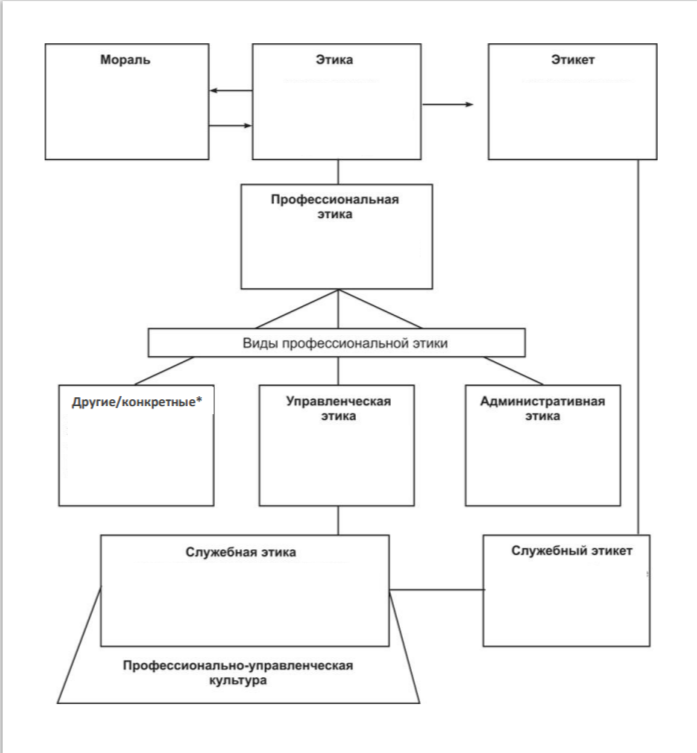 Мораль
Этика
Этикет
Профессиональная
этика
Виды профессиональной этики
Другие/конкретные*
Управленческая
этика
Административная
этика
Служебная этика
Служебный этикет
Профессионально-управленческая
культура